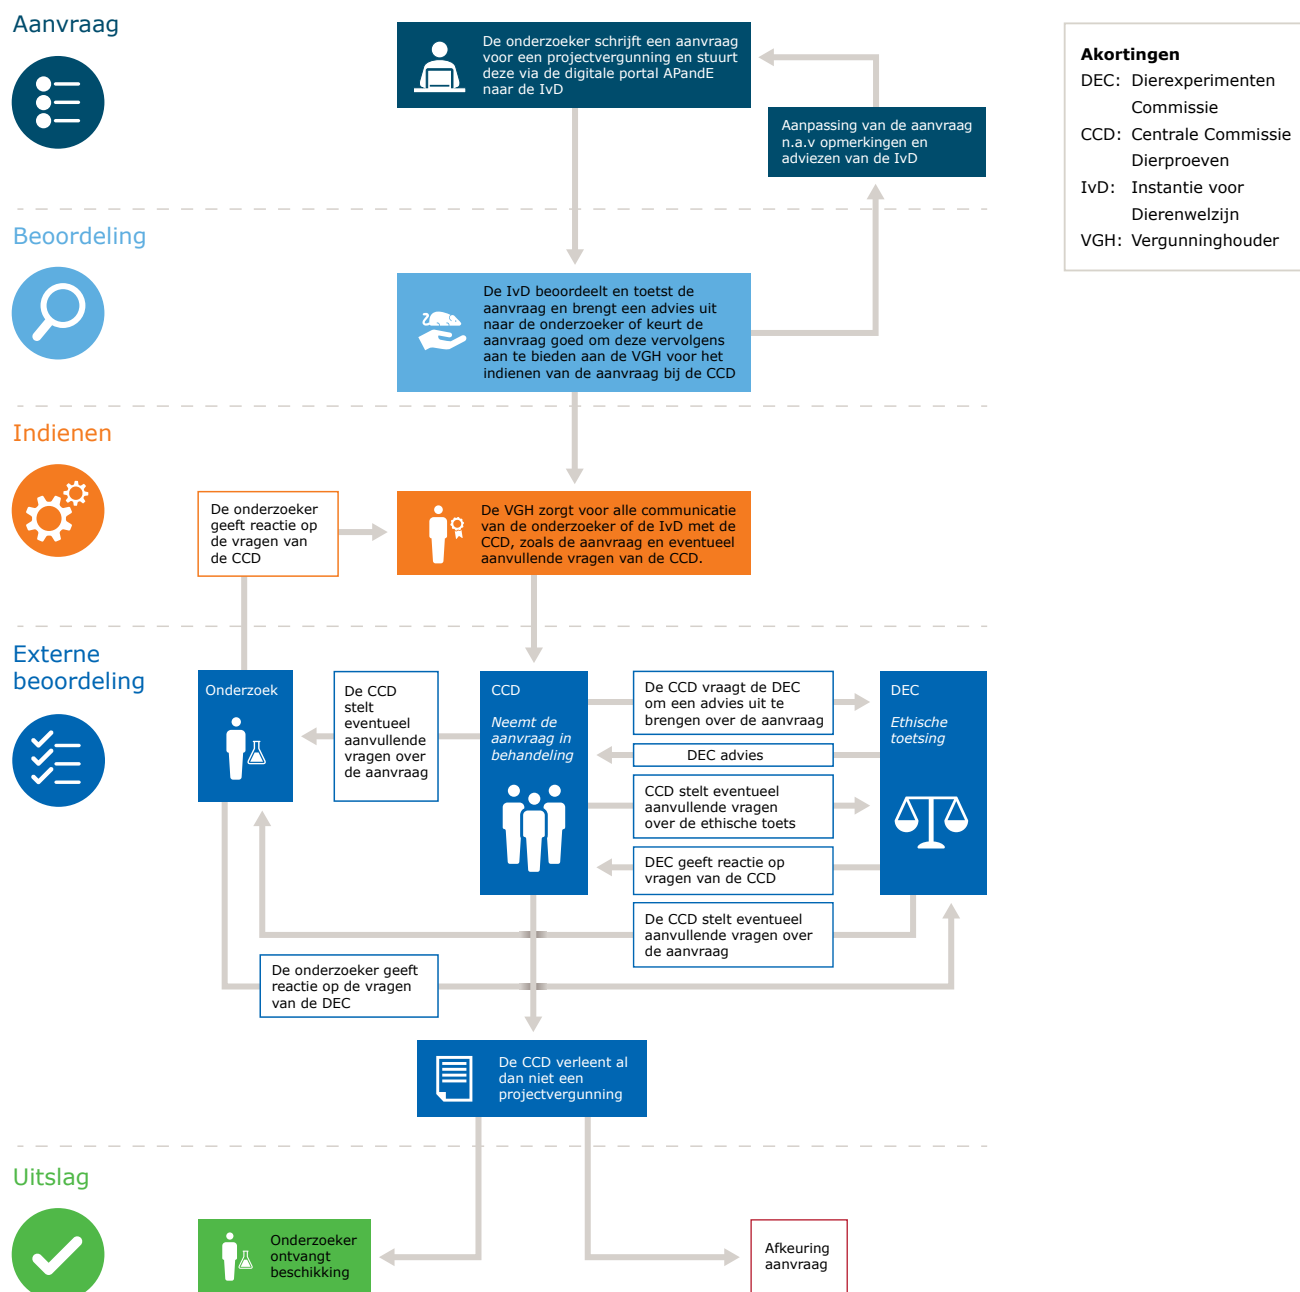 Aanvraag
De onderzoeker schrijft een aanvraag
voor een projectvergunning en stuurt
deze via de digitale portal APandE
naar de IvD
Aanpassing van de aanvraag
n.a.v opmerkingen en
adviezen van de IvD
Akortingen
DEC: Dierexperimenten
Commissie
CCD: Centrale Commissie
Dierproeven
IvD: Instantie voor
Dierenwelzijn
VGH: Vergunninghouder
Beoordeling
De IvD beoordeelt en toetst de
aanvraag en brengt een advies uit
naar de onderzoeker of keurt de
aanvraag goed om deze vervolgens
aan te bieden aan de VGH voor het
indienen van de aanvraag bij de CCD
Indienen
De onderzoeker
geeft reactie op
de vragen van
de CCD
De VGH zorgt voor alle communicatie
van de onderzoeker of de IvD met de
CCD, zoals de aanvraag en eventueel
aanvullende vragen van de CCD.
Externe
beoordeling
Onderzoek
De CCD
stelt
eventueel
aanvullende
vragen over
de aanvraag
CCD
Neemt de
aanvraag in
behandeling
De CCD vraagt de DEC
om een advies uit te
brengen over de aanvraag
DEC advies
CCD stelt eventueel
aanvullende vragen
over de ethische toets
DEC geeft reactie op
vragen van de CCD
De CCD stelt eventueel
aanvullende vragen over
de aanvraag
DEC
Ethische
toetsing
De onderzoeker geeft
reactie op de vragen
van de DEC
De CCD verleent al
dan niet een
projectvergunning
Uitslag
Onderzoeker
ontvangt
beschikking
Afkeuring
aanvraag